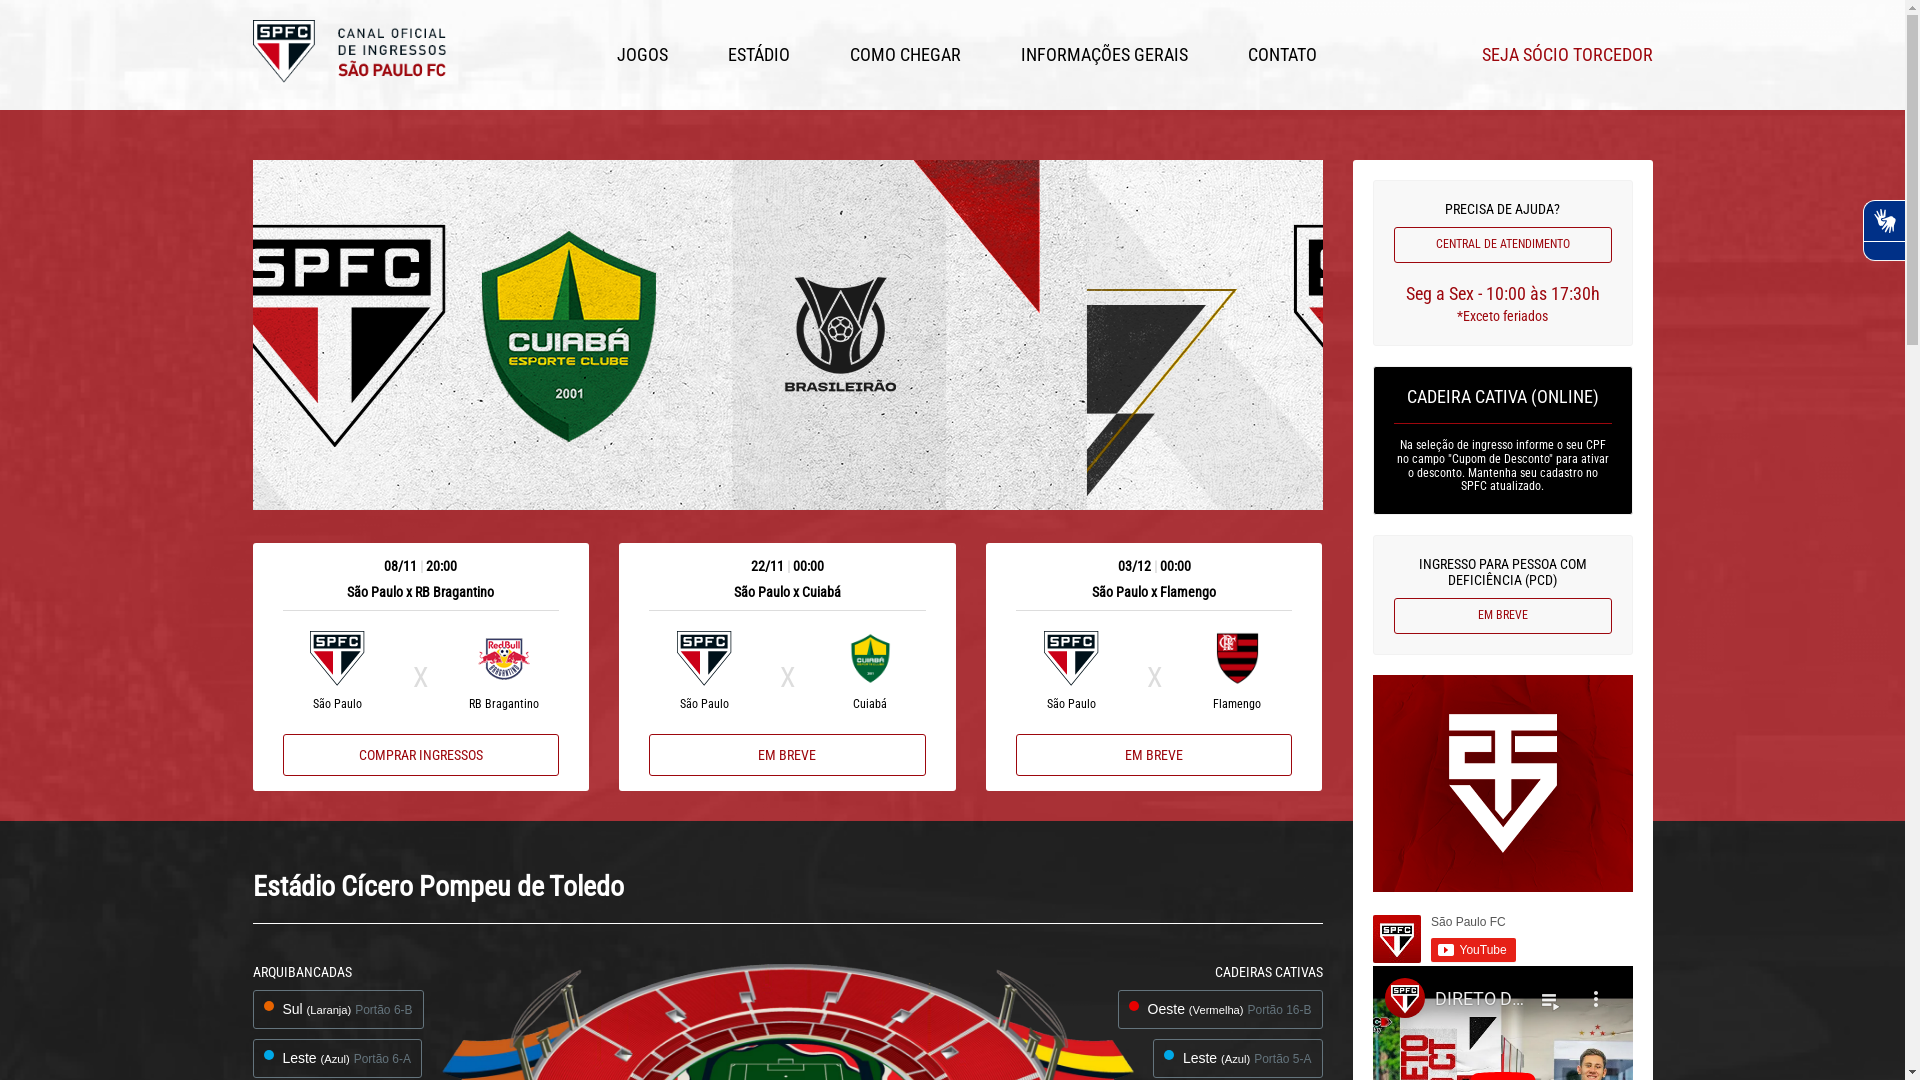 SPFC
CANAL OFICIAL
DE INGRESSOS
SÃO PAULO FC
JOGOS
ESTÁDIO
COMO CHEGAR
INFORMAÇÕES GERAIS
CONTATO
SEJA SÓCIO TORCEDOR
SPFC
CUIABÁ
ESPORTE CLUBE
2001
BRASILEIRÃO
PRECISA DE AJUDA?
CENTRAL DE ATENDIMENTO
Seg a Sex - 10:00 às 17:30h
*Exceto feriados
CADEIRA CATIVA (ONLINE)
Na seleção de ingresso informe o seu CPF
no campo "Cupom de Desconto" para ativar
o desconto. Mantenha seu cadastro no
SPFC atualizado.
INGRESSO PARA PESSOA COM
DEFICIÊNCIA (PCD)
EM BREVE
08/11 | 20:00
São Paulo x RB Bragantino
SPFC
X
RedBull
BRAGANTINO
São Paulo
RB Bragantino
COMPRAR INGRESSOS
22/11 | 00:00
São Paulo x Cuiabá
SPFC
X
CUIABÁ
São Paulo
Cuiabá
EM BREVE
03/12 | 00:00
São Paulo x Flamengo
SPFC
X
São Paulo
Flamengo
EM BREVE
São Paulo FC
SPFC
YouTube
SPFC
DIRETO D...
Estádio Cícero Pompeu de Toledo
ARQUIBANCADAS
Sul (Laranja) Portão 6-B
Leste (Azul) Portão 6-A
CADEIRAS CATIVAS
Oeste (Vermelha) Portão 16-B
Leste (Azul) Portão 5-A